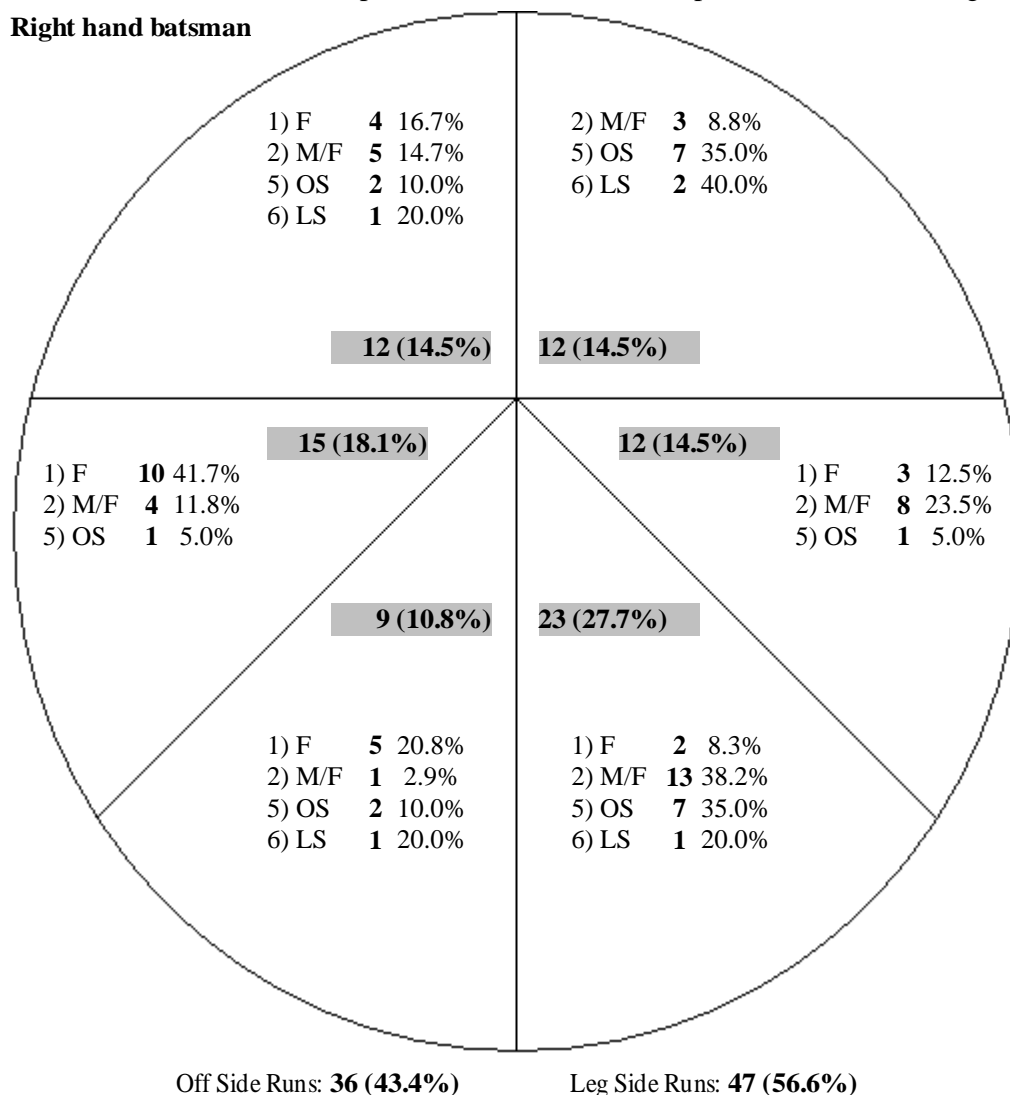 Right hand batsman
1) F 4 16.7%
2) M/F 5 14.7%
5) OS 2 10.0%
6) LS 1 20.0%
2) M/F 3 8.8%
5) OS 7 35.0%
6) LS 2 40.0%
12 (14.5%)
12 (14.5%)
15 (18.1%)
12 (14.5%)
1) F 10 41.7%
2) M/F 4 11.8%
5) OS 1 5.0%
1) F 3 12.5%
2) M/F 8 23.5%
5) OS 1 5.0%
9 (10.8%)
23 (27.7%)
1) F 5 20.8%
2) M/F 1 2.9%
5) OS 2 10.0%
6) LS 1 20.0%
1) F 2 8.3%
2) M/F 13 38.2%
5) OS 7 35.0%
6) LS 1 20.0%
Off Side Runs: 36 (43.4%)
Leg Side Runs: 47 (56.6%)